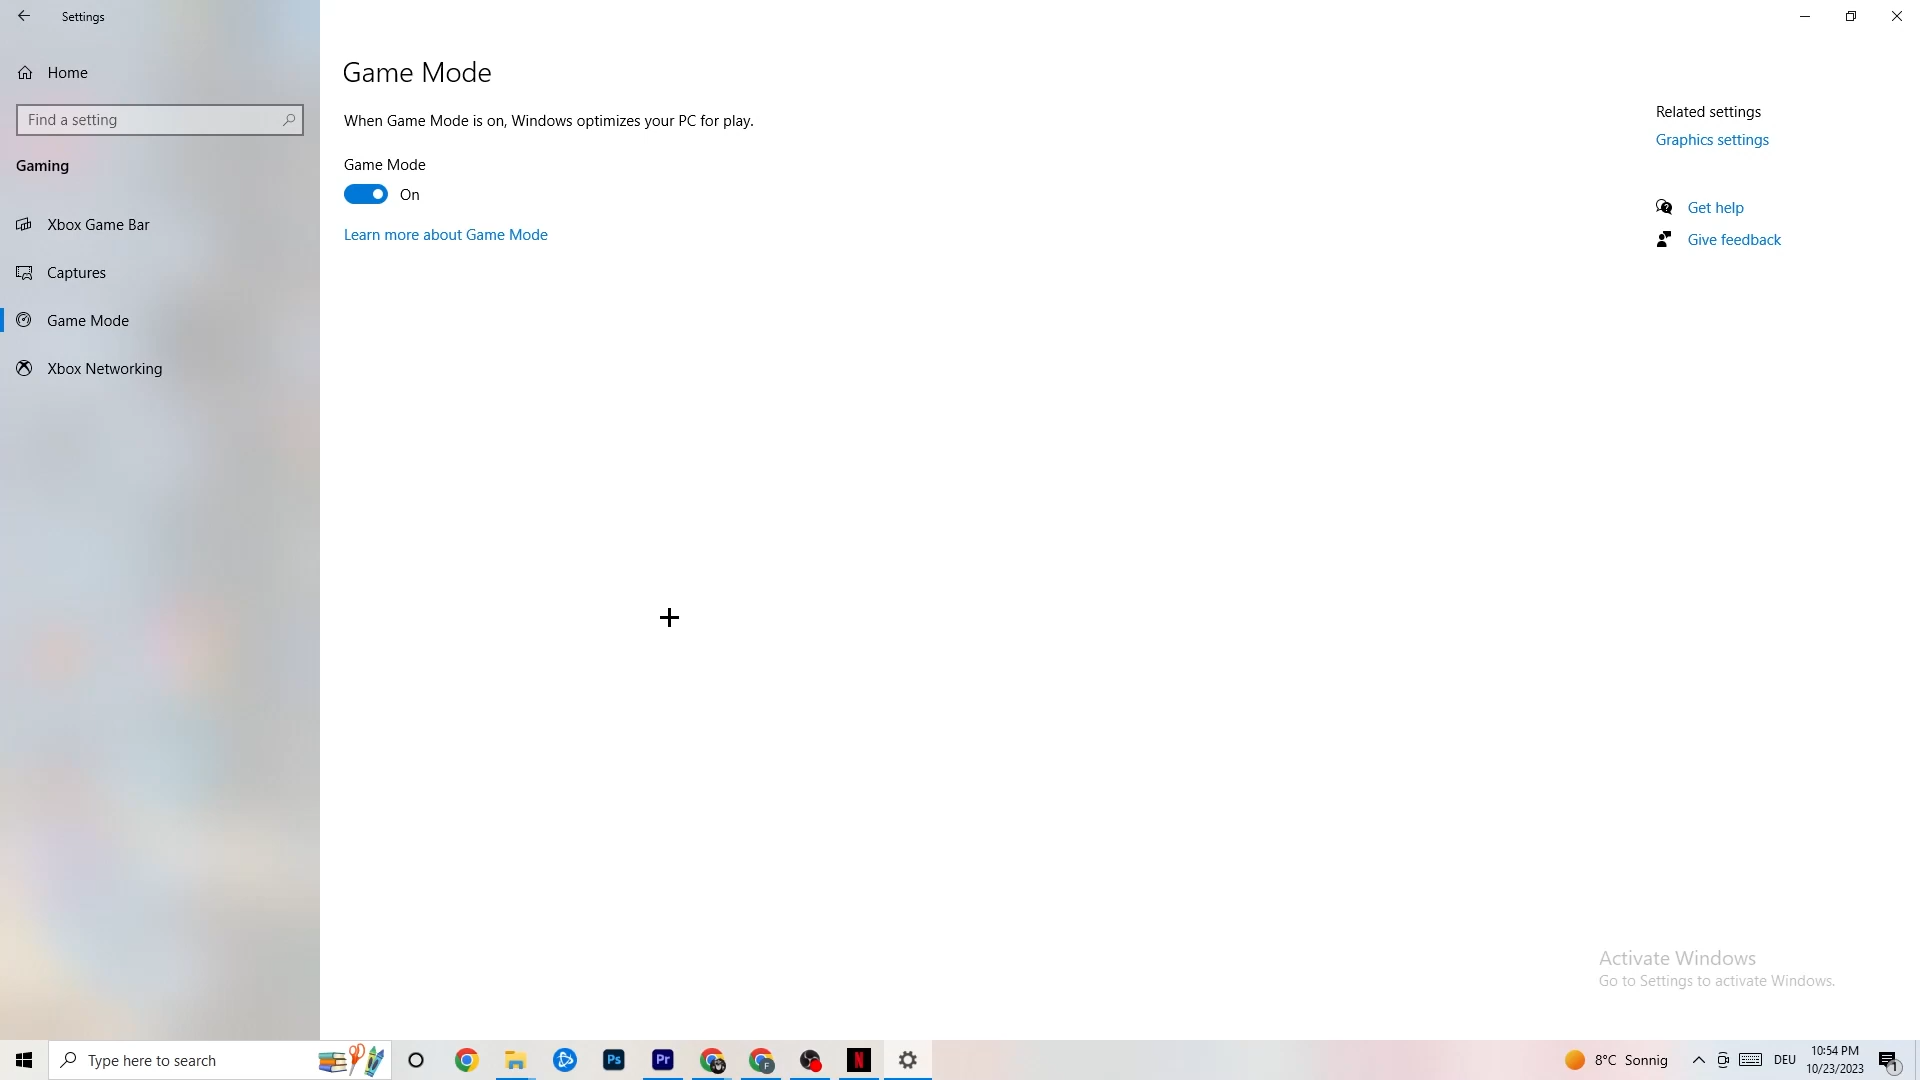 Settings
Home
Find a setting
Gaming
Xbox Game Bar
Captures
Game Mode
Xbox Networking
Game Mode
When Game Mode is on, Windows optimizes your PC for play.
Game Mode
On
Learn more about Game Mode
Related settings
Graphics settings
Get help
Give feedback
Activate Windows
Go to Settings to activate Windows.
Type here to search
Ps
Pr
F
N
8°C Sonnig
DEU
10:54 PM
10/23/2023
1